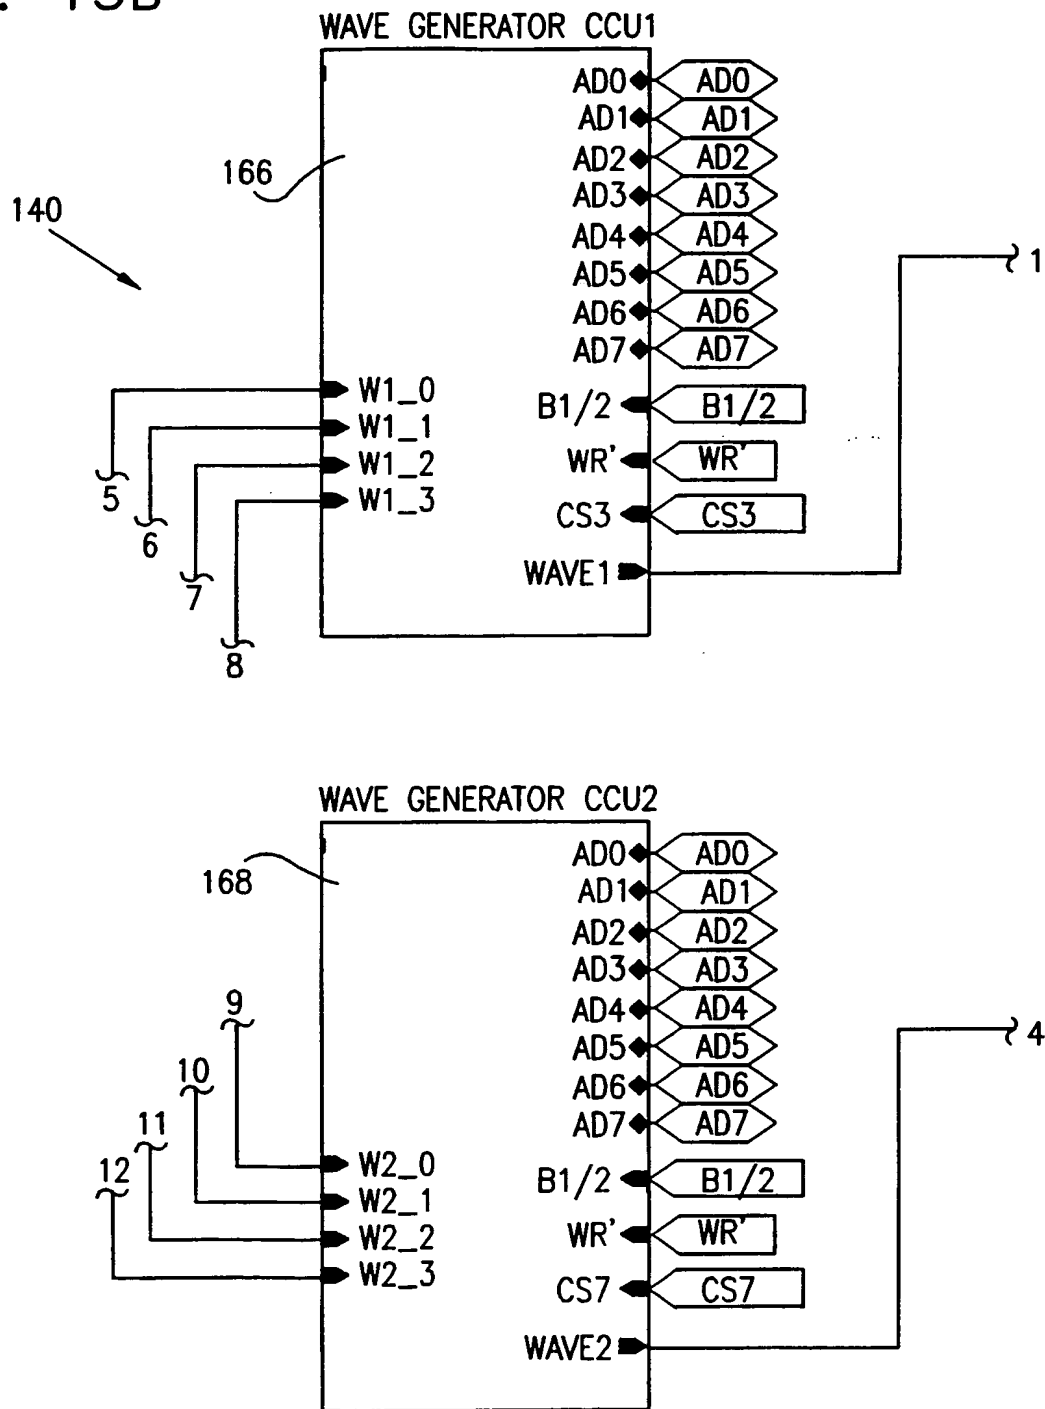 WAVE GENERATOR CCU1
AD0 AD0
AD1 AD1
AD2 AD2
166
AD3 AD3
140
AD4 AD4
1
AD5 AD5
AD6 AD6
AD7 AD7
W1_0 B1/2 B1/2
W1_1
W1_2 WR' WR'
5
W1_3 CS3 CS3
6
WAVE1
7
8
WAVE GENERATOR CCU2
AD0 AD0
168 AD1 AD1
AD2 AD2
AD3 AD3
9 AD4 AD4
4
AD5 AD5
10 AD6 AD6
11 AD7 AD7
12 W2_0 B1/2 B1/2
W2_1
W2_2 WR' WR'
W2_3 CS7 CS7
WAVE2